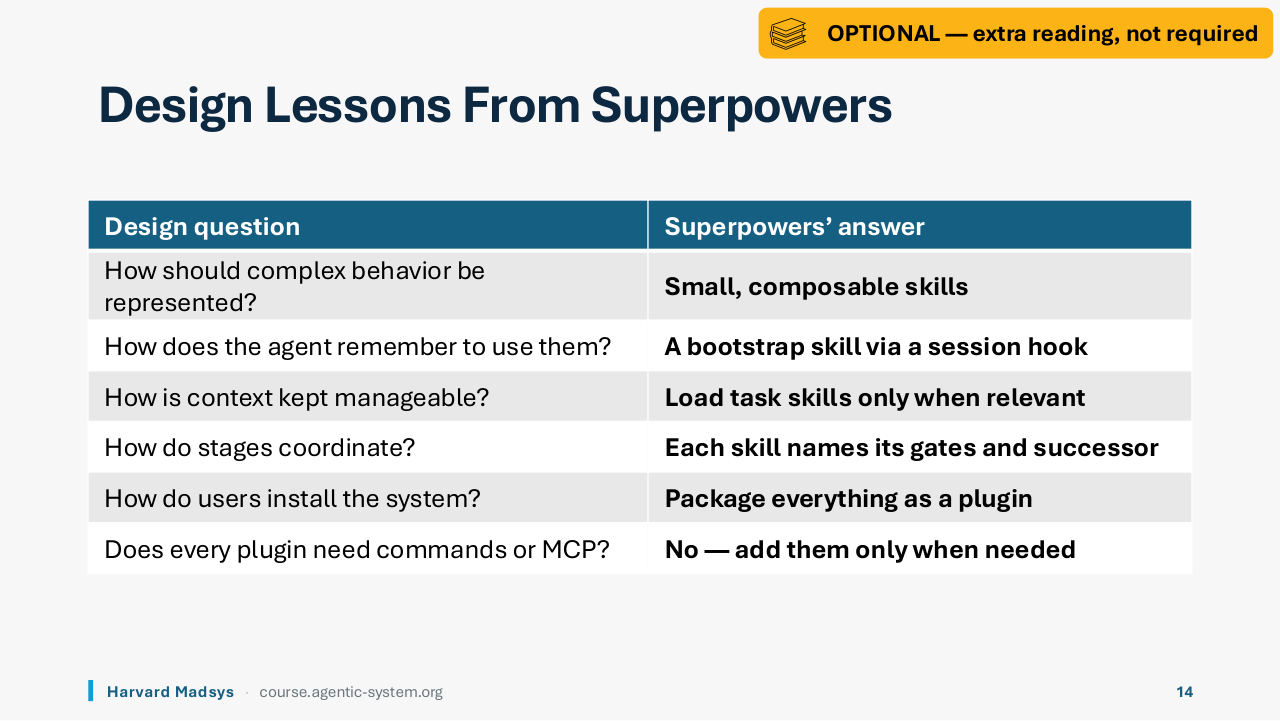 OPTIONAL — extra reading, not required
Design Lessons From Superpowers
Design question
Superpowers’ answer
How should complex behavior be
represented?
Small, composable skills
How does the agent remember to use them?
A bootstrap skill via a session hook
How is context kept manageable?
Load task skills only when relevant
How do stages coordinate?
Each skill names its gates and successor
How do users install the system?
Package everything as a plugin
Does every plugin need commands or MCP?
No — add them only when needed
Harvard Madsys · course.agentic-system.org
14